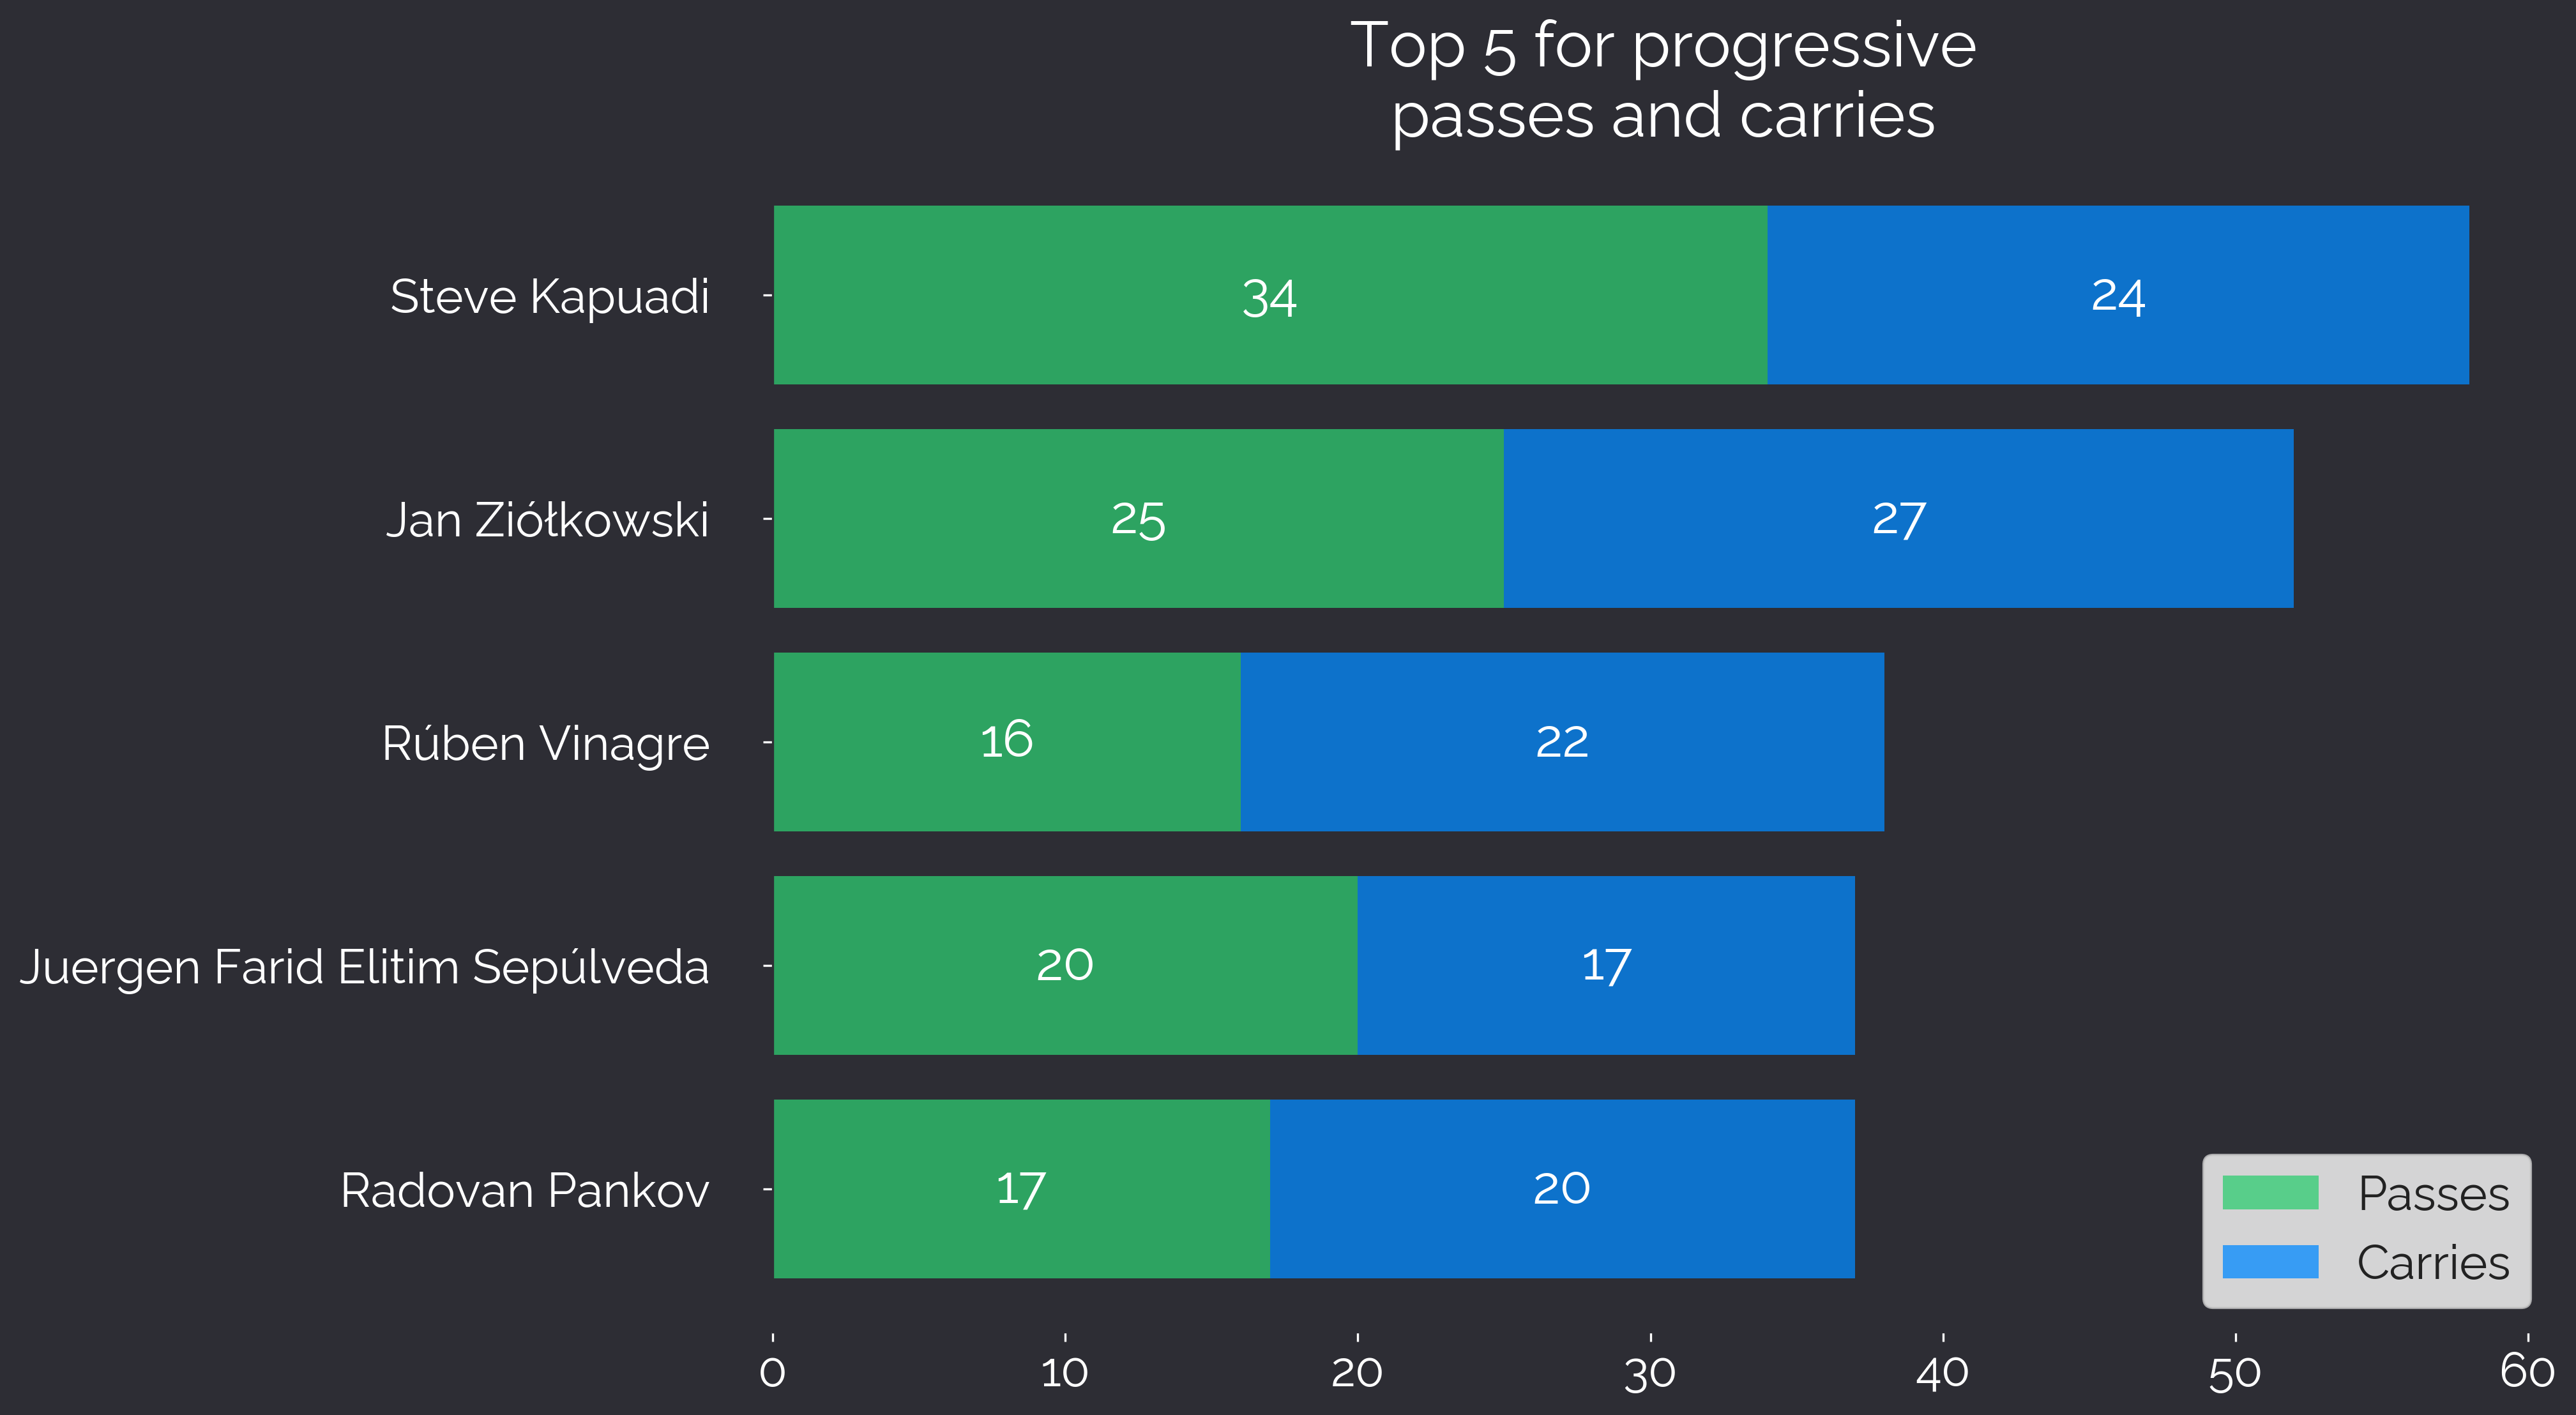 Top 5 for progressive
passes and carries
Steve Kapuadi
34
24
Jan Ziółkowski
25
27
Rúben Vinagre
16
22
Juergen Farid Elitim Sepúlveda
20
17
Radovan Pankov
17
20
Passes
Carries
0 10 20 30 40 50 60